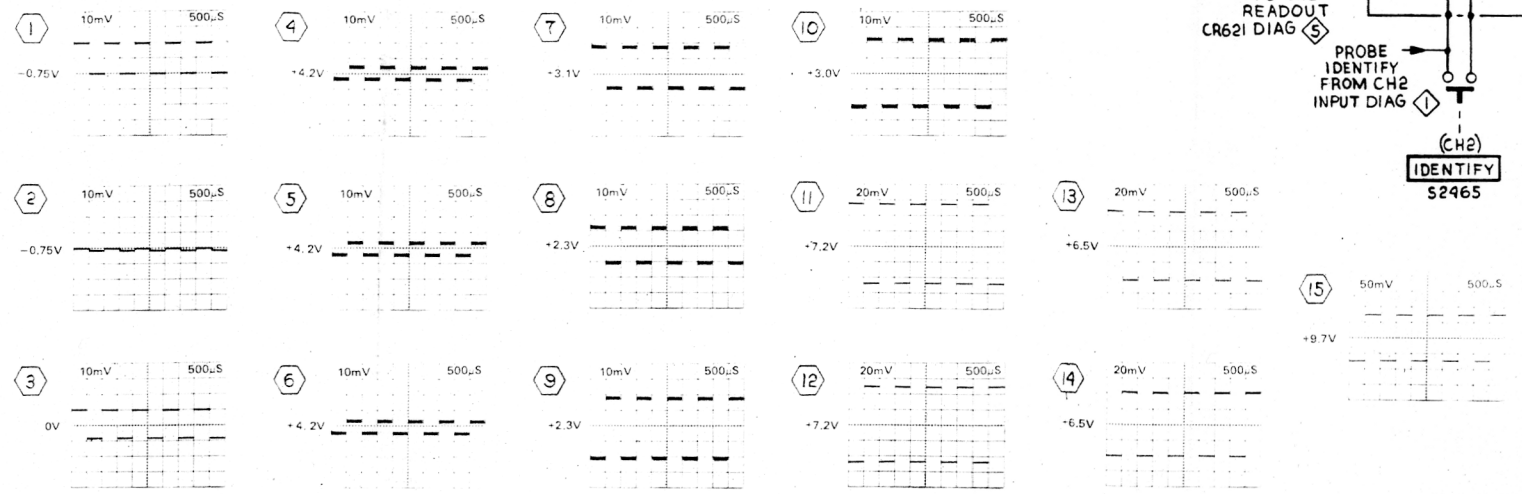 1
10mV 500μS
-0.75V
4
10mV 500μS
+4.2V
7
10mV 500μS
+3.1V
10
10mV 500μS
+3.0V
READOUT
CR621 DIAG 5
PROBE
IDENTIFY
FROM CH2
INPUT DIAG 1
(CH2)
IDENTIFY
S2465
2
10mV 500μS
-0.75V
5
10mV 500μS
+4.2V
8
10mV 500μS
+2.3V
11
20mV 500μS
+7.2V
13
20mV 500μS
+6.5V
15
50mV 500μS
+9.7V
3
10mV 500μS
0V
6
10mV 500μS
+4.2V
9
10mV 500μS
+2.3V
12
20mV 500μS
+7.2V
14
20mV 500μS
+6.5V